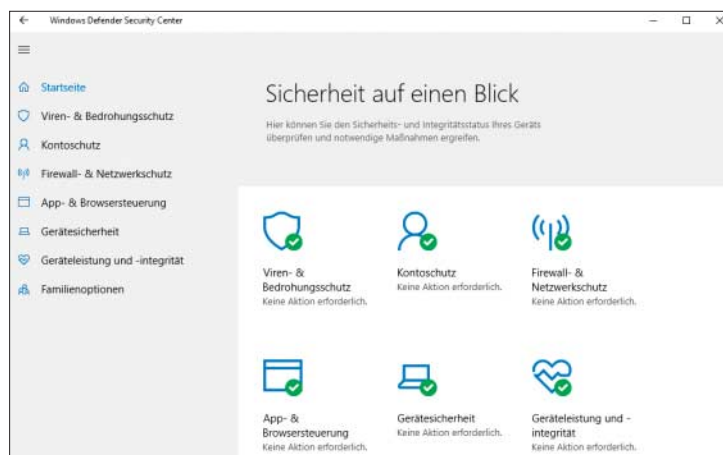 Windows Defender Security Center
Startseite
Viren- & Bedrohungsschutz
Kontoschutz
Firewall- & Netzwerkschutz
App- & Browsersteuerung
Gerätesicherheit
Geräteleistung und -integrität
Familienoptionen
Sicherheit auf einen Blick
Hier können Sie den Sicherheits- und Integritätsstatus Ihres Geräts
überprüfen und notwendige Maßnahmen ergreifen.
Viren- &
Bedrohungsschutz
Keine Aktion erforderlich.
Kontoschutz
Keine Aktion erforderlich.
Firewall- &
Netzwerkschutz
Keine Aktion erforderlich.
App- &
Browsersteuerung
Keine Aktion erforderlich.
Gerätesicherheit
Keine Aktion erforderlich.
Geräteleistung und -
integrität
Keine Aktion erforderlich.